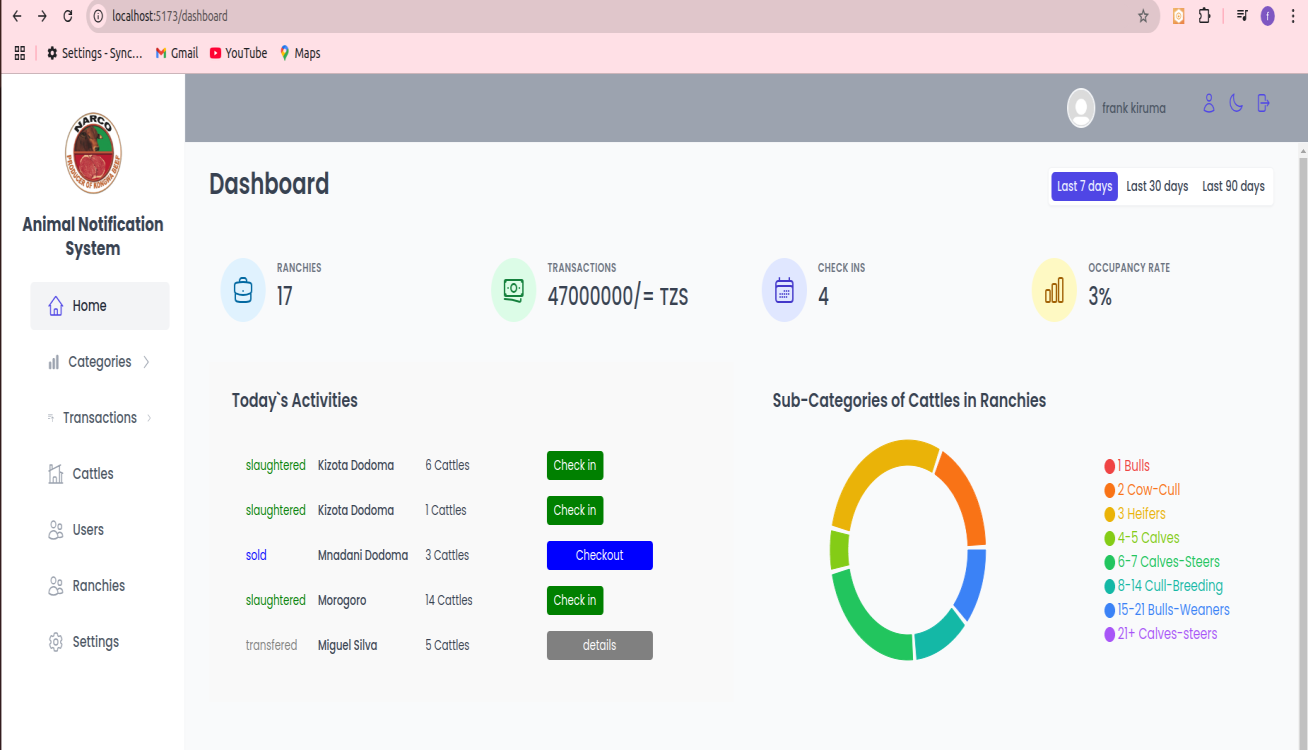 localhost:5173/dashboard
f
Settings - Sync... Gmail YouTube Maps
NARCO
PRODUCER OF KONGWA BEEF
Animal Notification
System
Home
Categories
Transactions
Cattles
Users
Ranchies
Settings
frank kiruma
Dashboard
Last 7 days Last 30 days Last 90 days
RANCHIES
17
TRANSACTIONS
47000000/= TZS
CHECK INS
4
OCCUPANCY RATE
3%
Today`s Activities
slaughtered Kizota Dodoma 6 Cattles Check in
slaughtered Kizota Dodoma 1 Cattles Check in
sold Mnadani Dodoma 3 Cattles Checkout
slaughtered Morogoro 14 Cattles Check in
transfered Miguel Silva 5 Cattles details
Sub-Categories of Cattles in Ranchies
1 Bulls
2 Cow-Cull
3 Heifers
4-5 Calves
6-7 Calves-Steers
8-14 Cull-Breeding
15-21 Bulls-Weaners
21+ Calves-steers